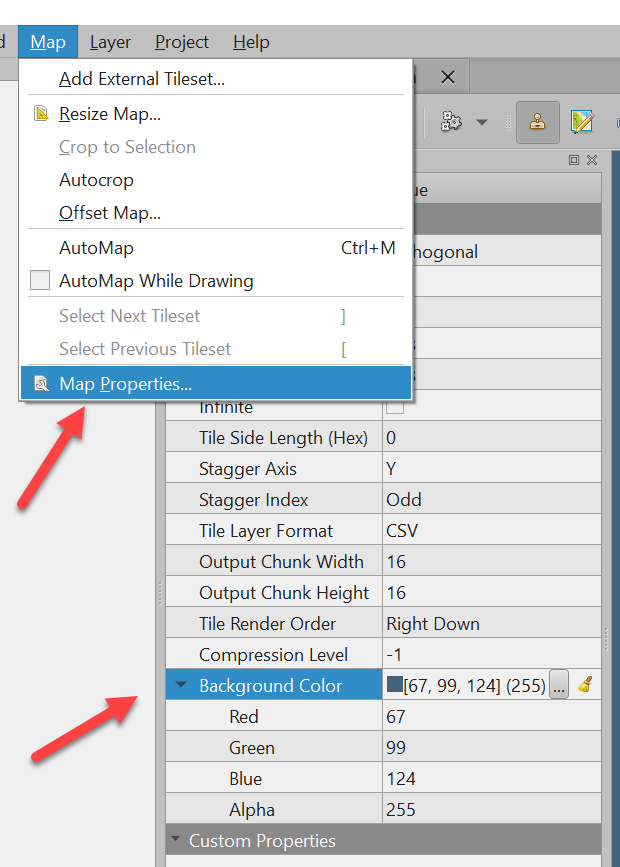 Map Layer Project Help
Add External Tileset...
Resize Map...
Crop to Selection
Autocrop
Offset Map...
AutoMap Ctrl+M
AutoMap While Drawing
Select Next Tileset ]
Select Previous Tileset [
Map Properties...
ue
hogonal
Infinite
Tile Side Length (Hex) 0
Stagger Axis Y
Stagger Index Odd
Tile Layer Format CSV
Output Chunk Width 16
Output Chunk Height 16
Tile Render Order Right Down
Compression Level -1
Background Color [67, 99, 124] (255) ...
Red 67
Green 99
Blue 124
Alpha 255
Custom Properties